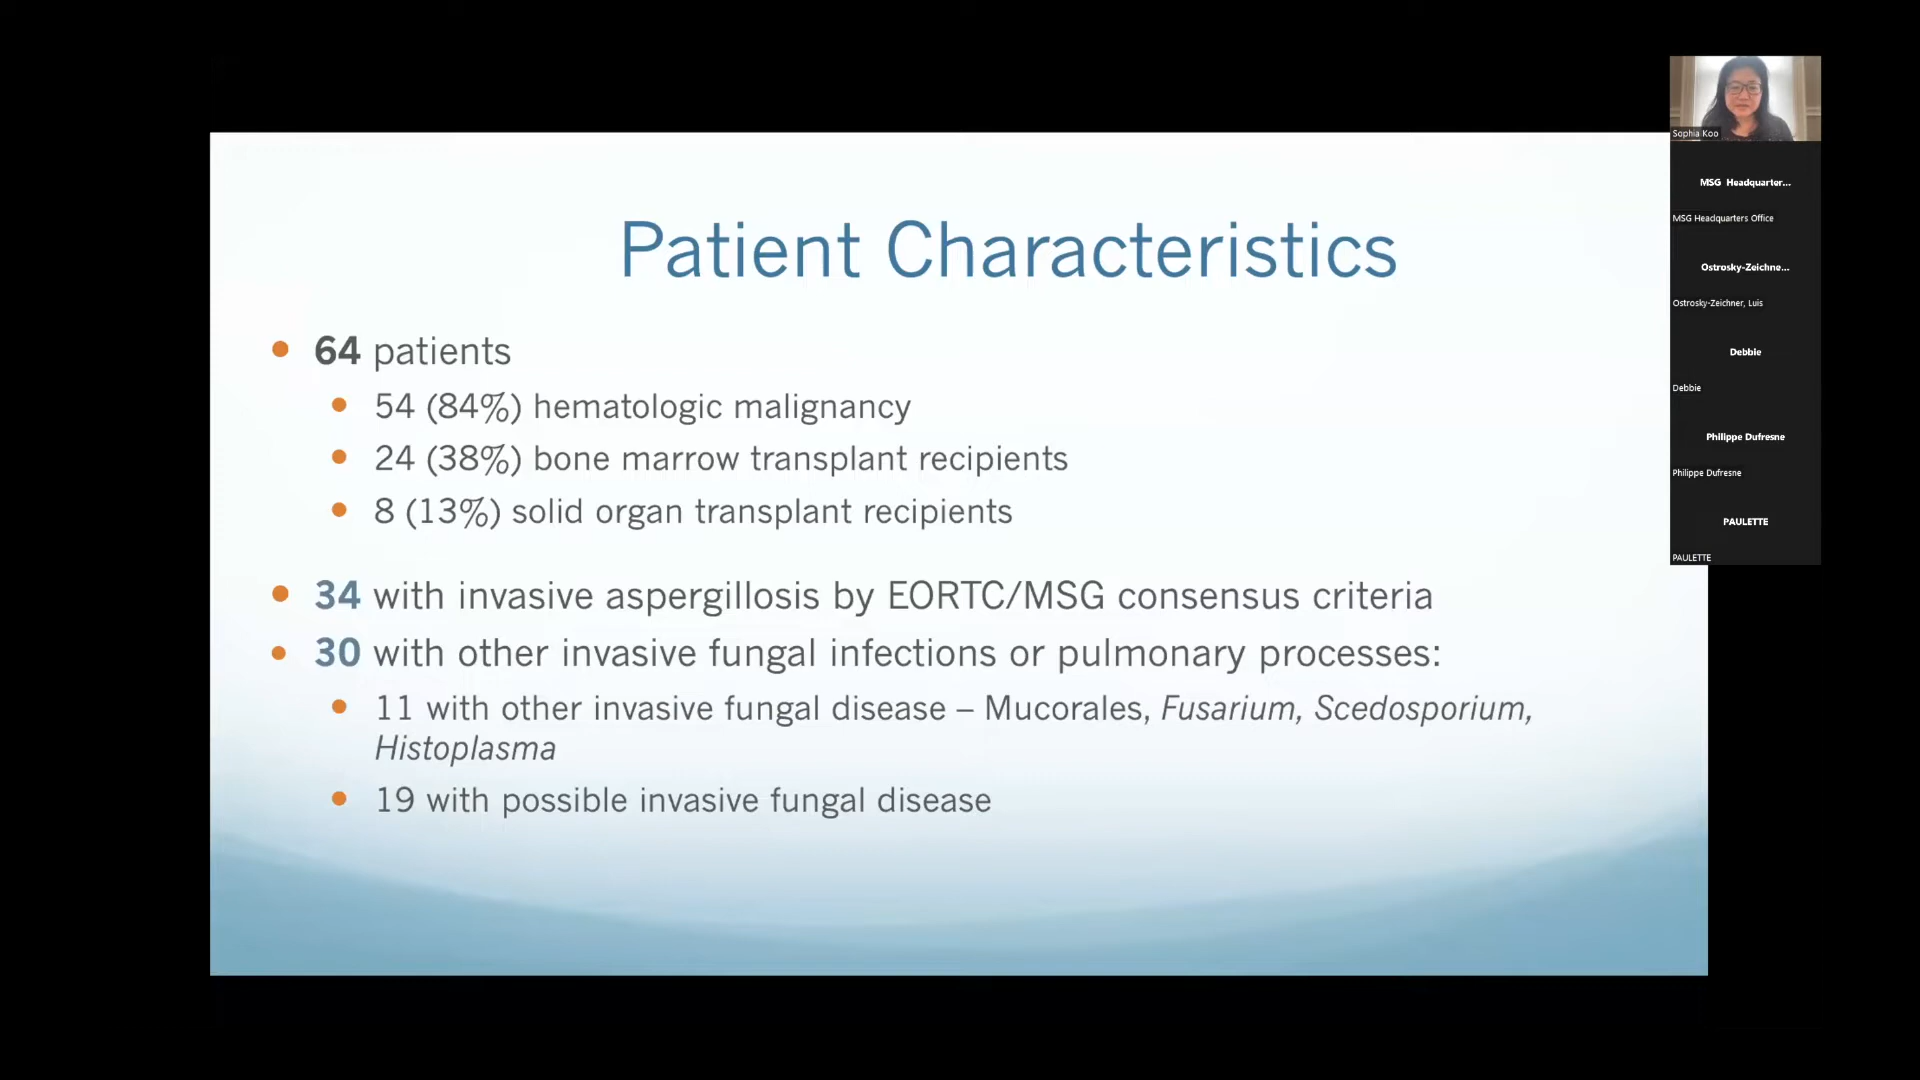 Patient Characteristics
64 patients
54 (84%) hematologic malignancy
24 (38%) bone marrow transplant recipients
8 (13%) solid organ transplant recipients
34 with invasive aspergillosis by EORTC/MSG consensus criteria
30 with other invasive fungal infections or pulmonary processes:
11 with other invasive fungal disease – Mucorales, Fusarium, Scedosporium,
Histoplasma
19 with possible invasive fungal disease
Sophia Koo
MSG Headquarter...
MSG Headquarters Office
Ostrosky-Zeichne...
Ostrosky-Zeichner, Luis
Debbie
Debbie
Philippe Dufresne
Philippe Dufresne
PAULETTE
PAULETTE